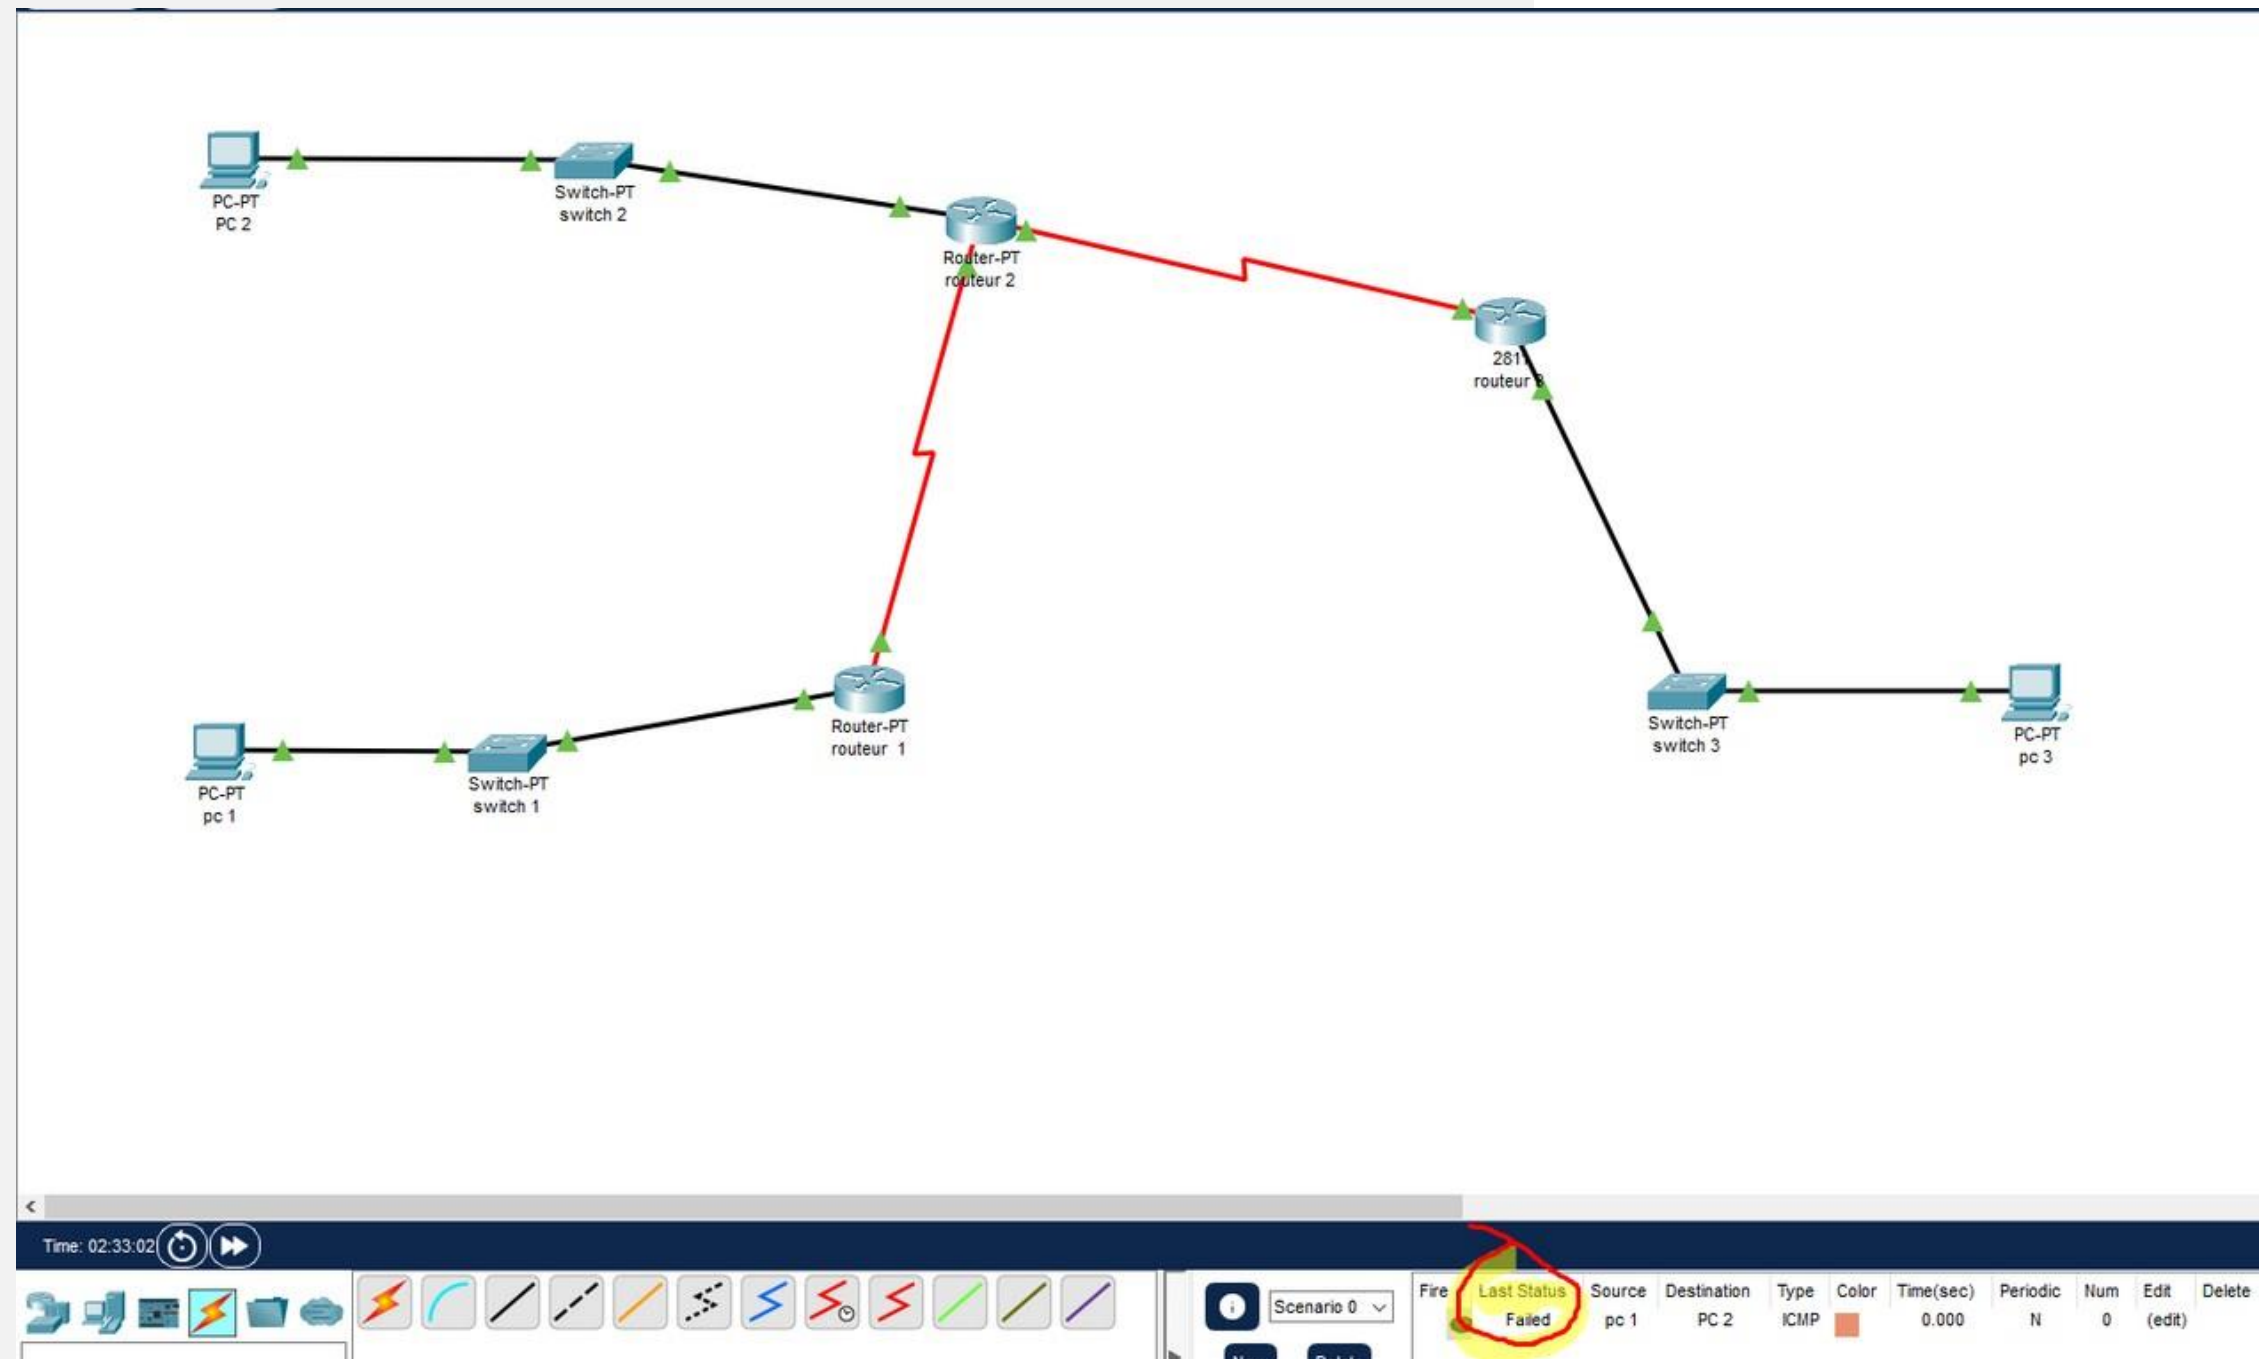 PC-PT
PC 2
Switch-PT
switch 2
Router-PT
routeur 2
2811
routeur 3
Router-PT
routeur 1
Switch-PT
switch 3
PC-PT
pc 3
PC-PT
pc 1
Switch-PT
switch 1
Time: 02:33:02
Scenario 0
Fire Last Status Source Destination Type Color Time(sec) Periodic Num Edit Delete
Failed pc 1 PC 2 ICMP 0.000 N 0 (edit)